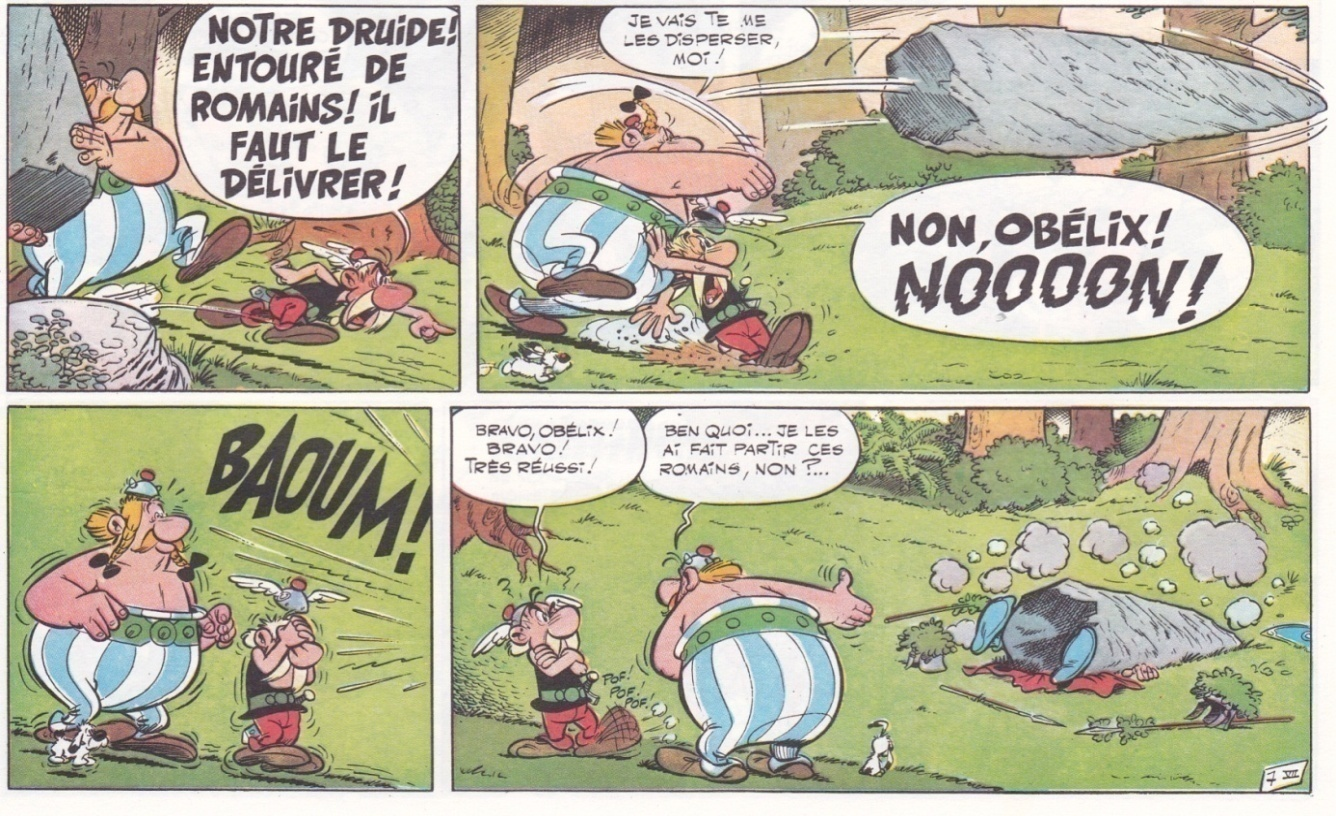 NOTRE DRUIDE!
ENTOURÉ DE
ROMAINS! IL
FAUT LE
DÉLIVRER!
JE VAIS TE ME
LES DISPERSER,
MOI!
NON, OBÉLIX!
NOOOON!
BAOUM!
BRAVO, OBÉLIX!
BRAVO!
TRÈS RÉUSSI!
BEN QUOI... JE LES
AI FAIT PARTIR CES
ROMAINS, NON ?...
POF!
POF!
POF!
7 VII